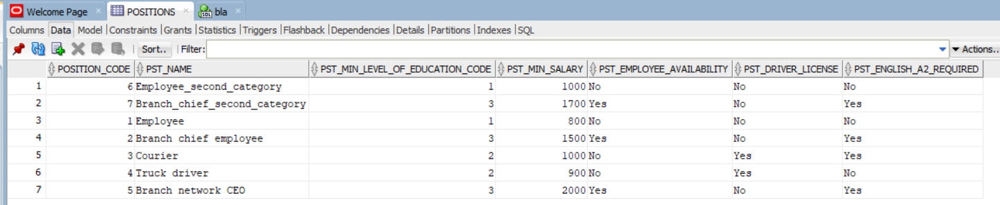 Welcome Page × POSITIONS × bla ×
Columns Data Model Constraints Grants Statistics Triggers Flashback Dependencies Details Partitions Indexes SQL
Sort.. Filter: Actions..
POSITION_CODE PST_NAME PST_MIN_LEVEL_OF_EDUCATION_CODE PST_MIN_SALARY PST_EMPLOYEE_AVAILABILITY PST_DRIVER_LICENSE PST_ENGLISH_A2_REQUIRED
1 6 Employee_second_category 1 1000 No No No
2 7 Branch_chief_second_category 3 1700 Yes No Yes
3 1 Employee 1 800 No No No
4 2 Branch chief employee 3 1500 Yes No Yes
5 3 Courier 2 1000 No Yes Yes
6 4 Truck driver 2 900 No Yes No
7 5 Branch network CEO 3 2000 Yes No Yes